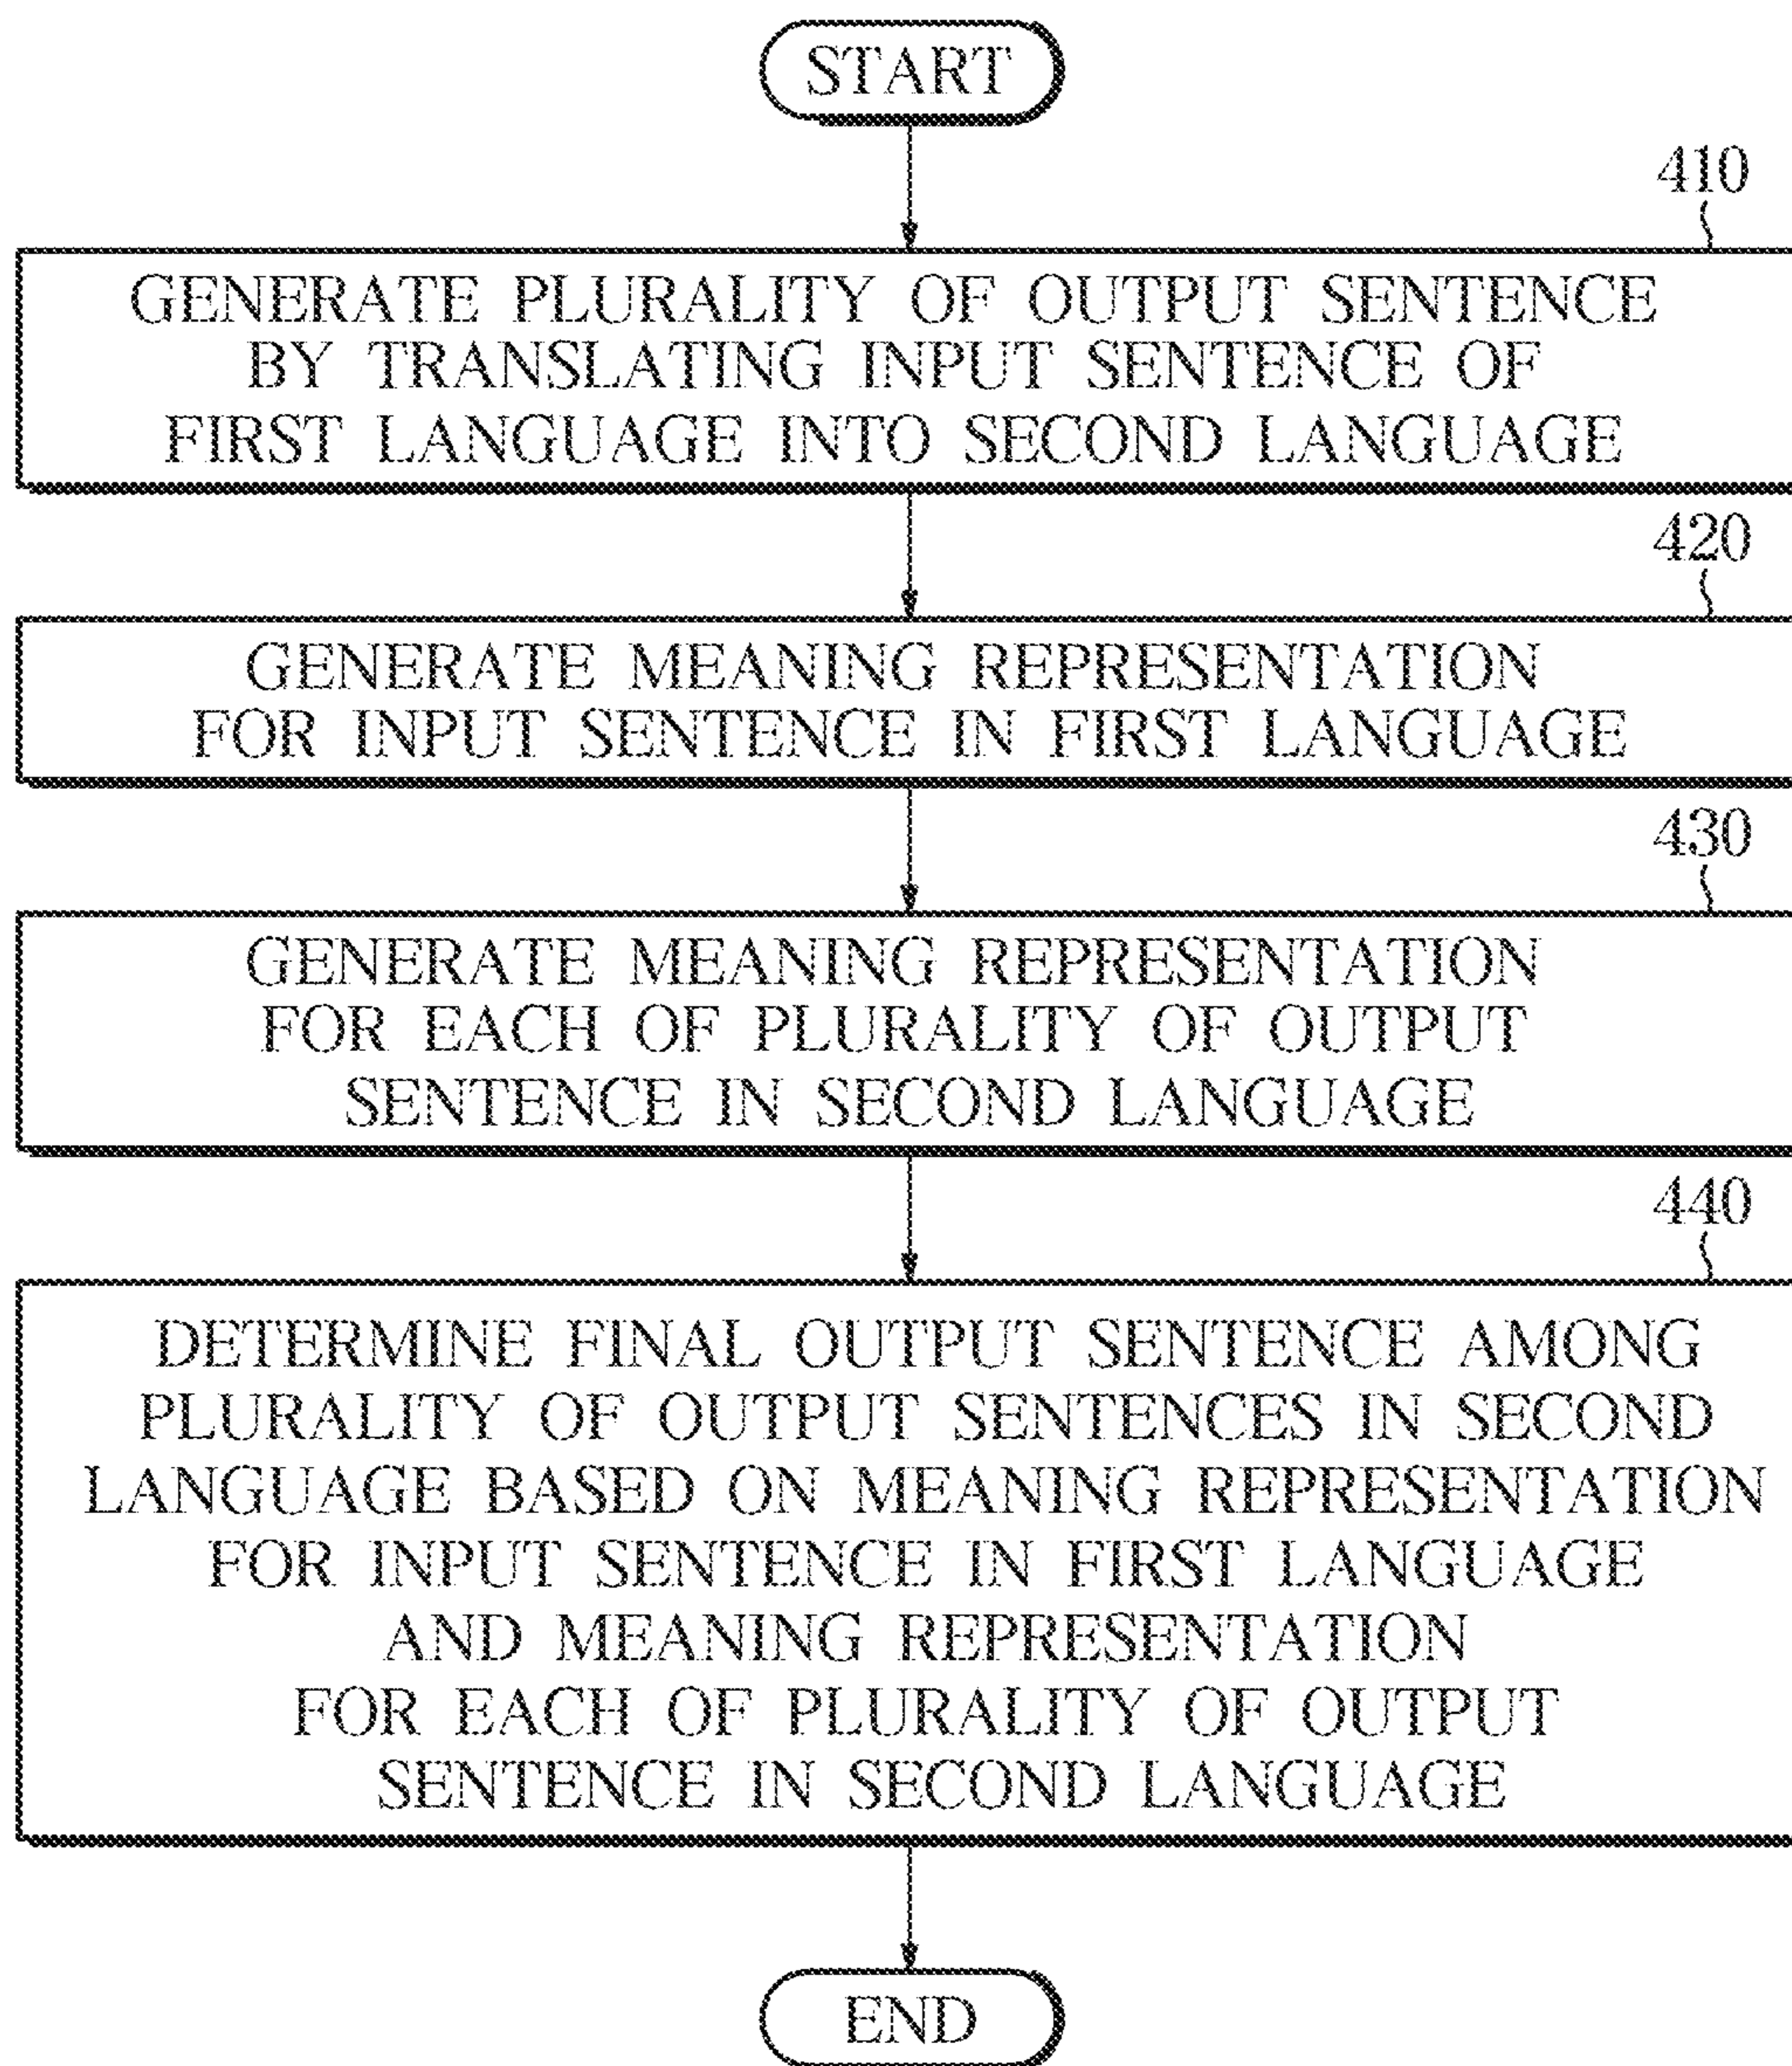 START
410
GENERATE PLURALITY OF OUTPUT SENTENCE
BY TRANSLATING INPUT SENTENCE OF
FIRST LANGUAGE INTO SECOND LANGUAGE
420
GENERATE MEANING REPRESENTATION
FOR INPUT SENTENCE IN FIRST LANGUAGE
430
GENERATE MEANING REPRESENTATION
FOR EACH OF PLURALITY OF OUTPUT
SENTENCE IN SECOND LANGUAGE
440
DETERMINE FINAL OUTPUT SENTENCE AMONG
PLURALITY OF OUTPUT SENTENCES IN SECOND
LANGUAGE BASED ON MEANING REPRESENTATION
FOR INPUT SENTENCE IN FIRST LANGUAGE
AND MEANING REPRESENTATION
FOR EACH OF PLURALITY OF OUTPUT
SENTENCE IN SECOND LANGUAGE
END